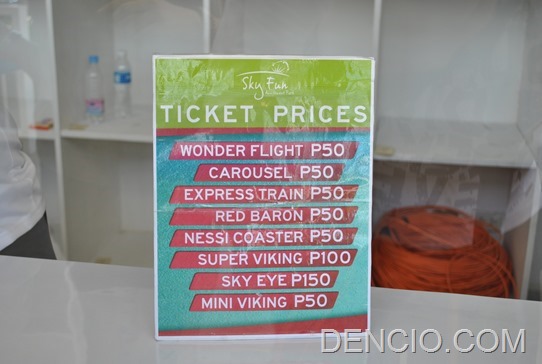 Sky Fun
TICKET PRICES
WONDER FLIGHT P50
CAROUSEL P50
EXPRESS TRAIN P50
RED BARON P50
NESSI COASTER P50
SUPER VIKING P100
SKY EYE P150
MINI VIKING P50
DENCIO.COM